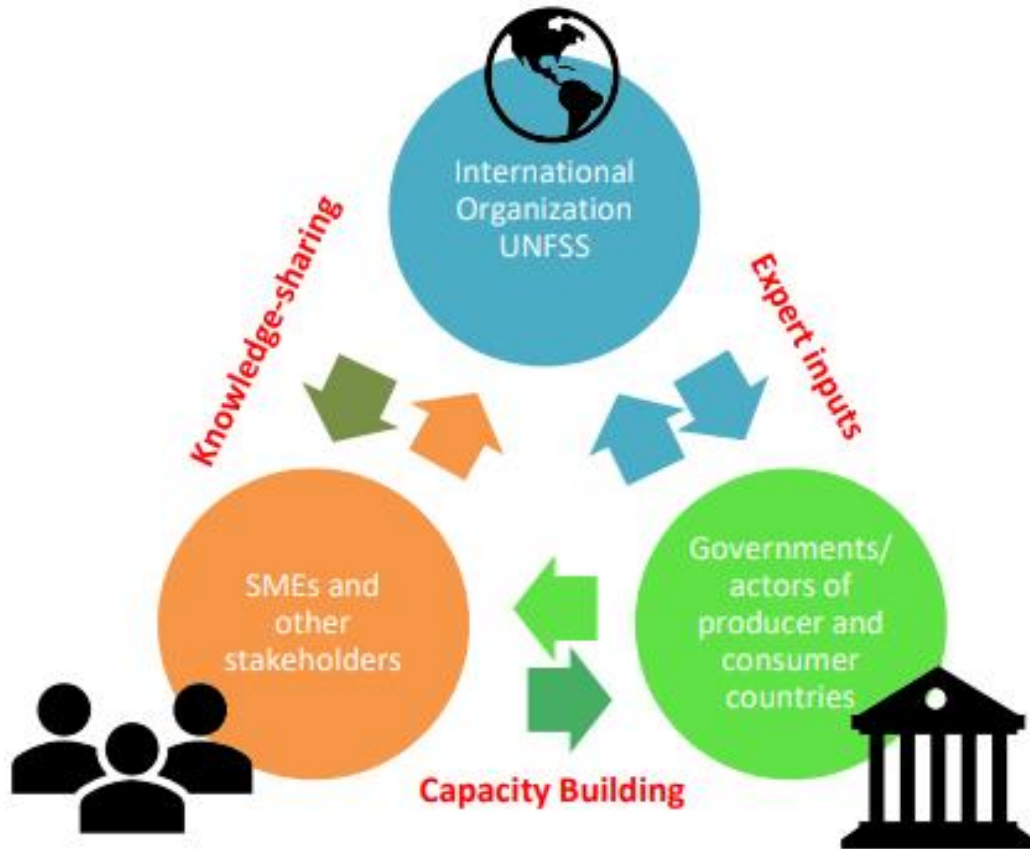 International
Organization
UNFSS
Knowledge-sharing
Expert inputs
SMEs and
other
stakeholders
Governments/
actors of
producer and
consumer
countries
Capacity Building